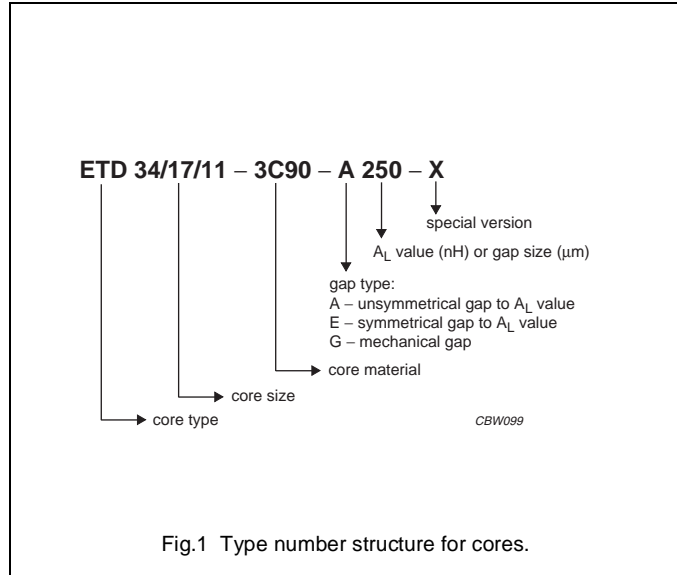 ETD 34/17/11 – 3C90 – A 250 – X
special version
AL value (nH) or gap size (μm)
gap type:
A – unsymmetrical gap to AL value
E – symmetrical gap to AL value
G – mechanical gap
core material
core size
core type
CBW099
Fig.1 Type number structure for cores.